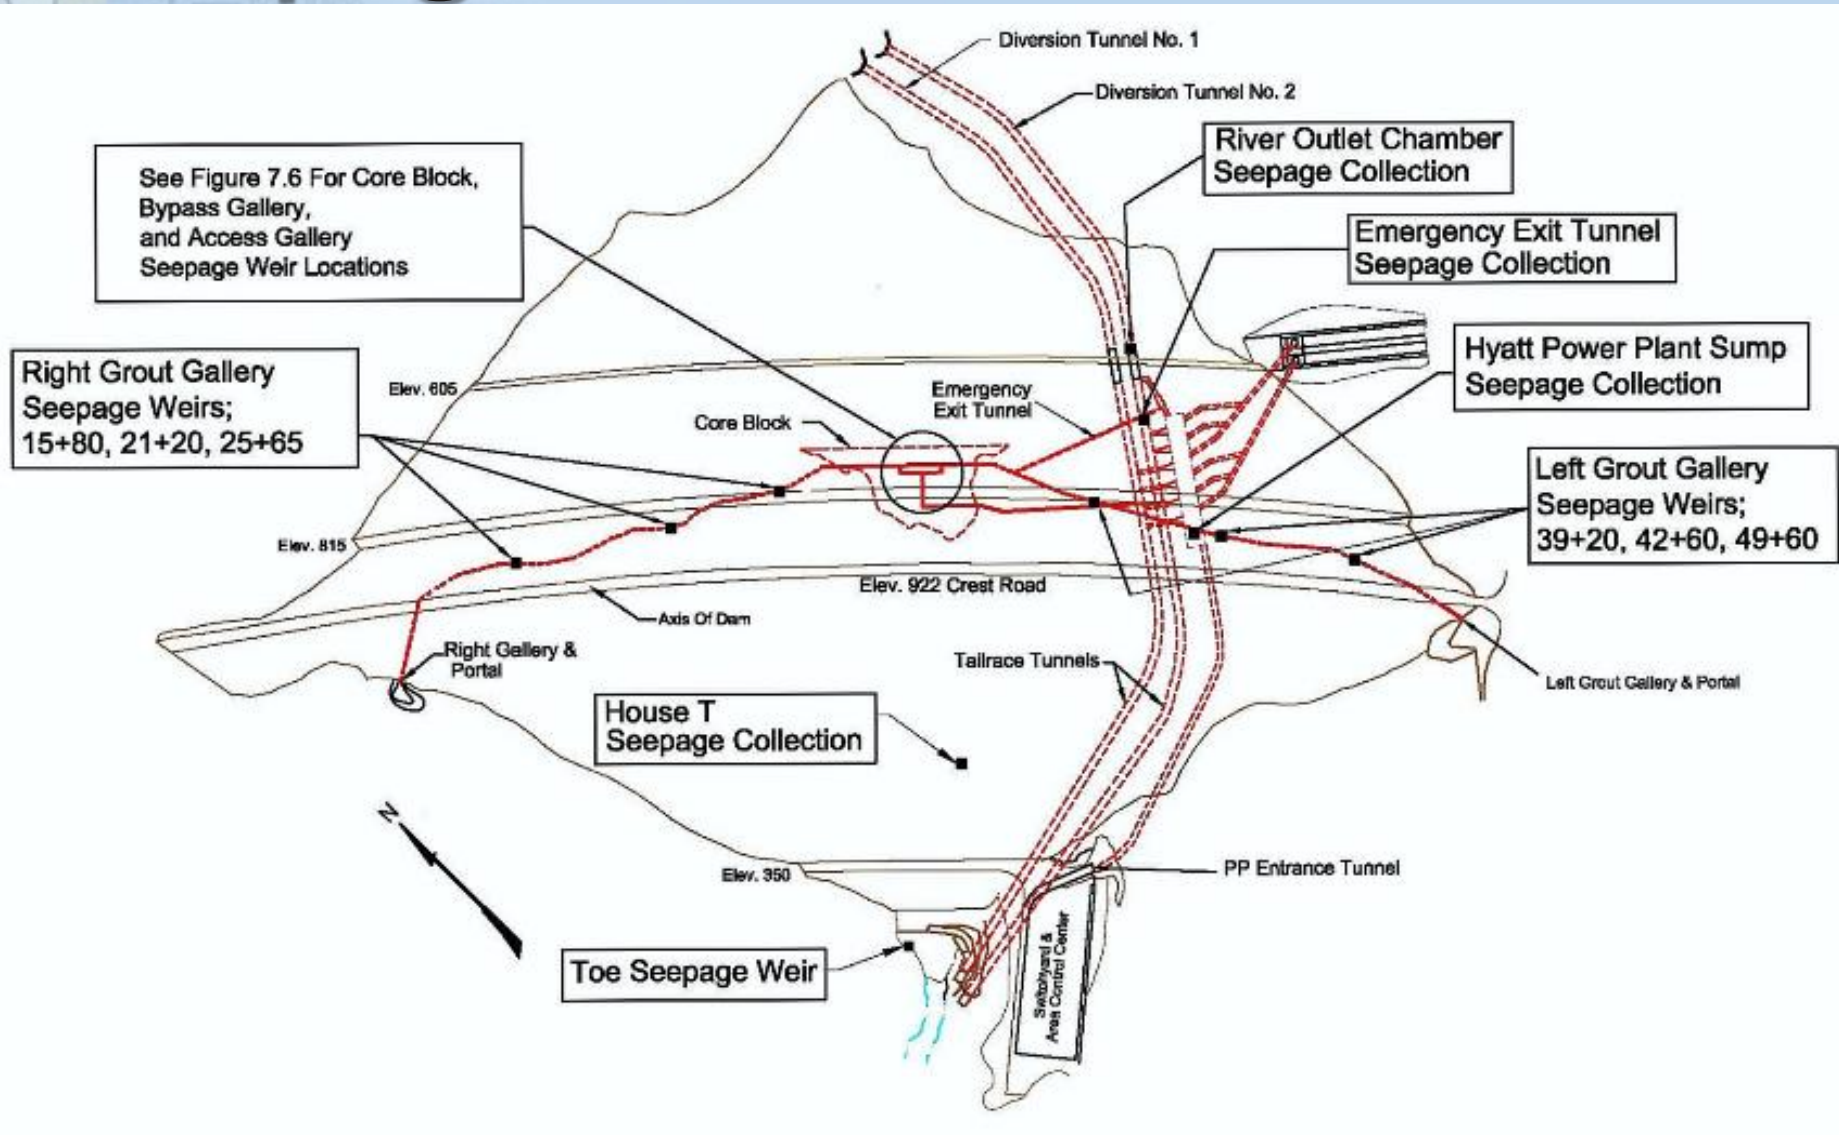 Diversion Tunnel No. 1
Diversion Tunnel No. 2
River Outlet Chamber
Seepage Collection
See Figure 7.6 For Core Block,
Bypass Gallery,
and Access Gallery
Seepage Weir Locations
Emergency Exit Tunnel
Seepage Collection
Right Grout Gallery
Seepage Weirs;
15+80, 21+20, 25+65
Hyatt Power Plant Sump
Seepage Collection
Elev. 605
Emergency
Exit Tunnel
Core Block
Left Grout Gallery
Seepage Weirs;
39+20, 42+60, 49+60
Elev. 815
Elev. 922 Crest Road
Axis Of Dam
Right Gallery &
Portal
Tailrace Tunnels
Left Grout Gallery & Portal
House T
Seepage Collection
N
Elev. 350
PP Entrance Tunnel
Switchyard &
Area Control Center
Toe Seepage Weir